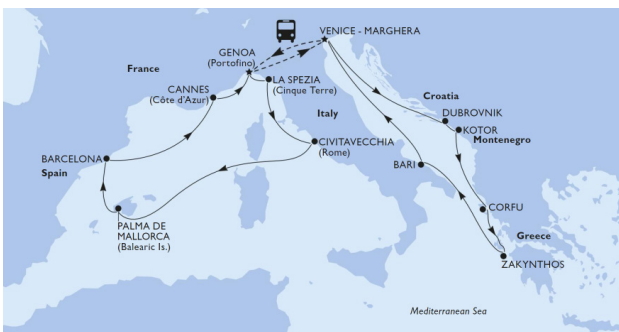 VENICE - MARGHERA
GENOA
(Portofino)
France
LA SPEZIA
(Cinque Terre)
CANNES
(Côte d'Azur)
Croatia
Italy
DUBROVNIK
KOTOR
Montenegro
CIVITAVECCHIA
(Rome)
BARCELONA
BARI
Spain
CORFU
PALMA DE
MALLORCA
(Balearic Is.)
Greece
ZAKYNTHOS
Mediterranean Sea